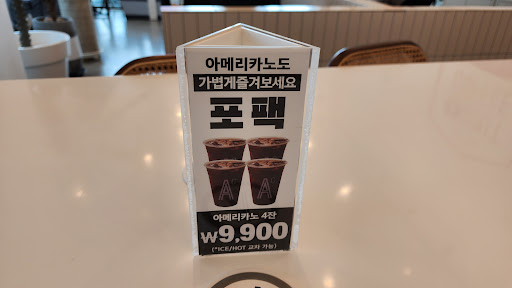 아메리카노도
가볍게즐겨보세요
포팩
A A
아메리카노 4잔
₩9,900
(*ICE/HOT 교차 가능)